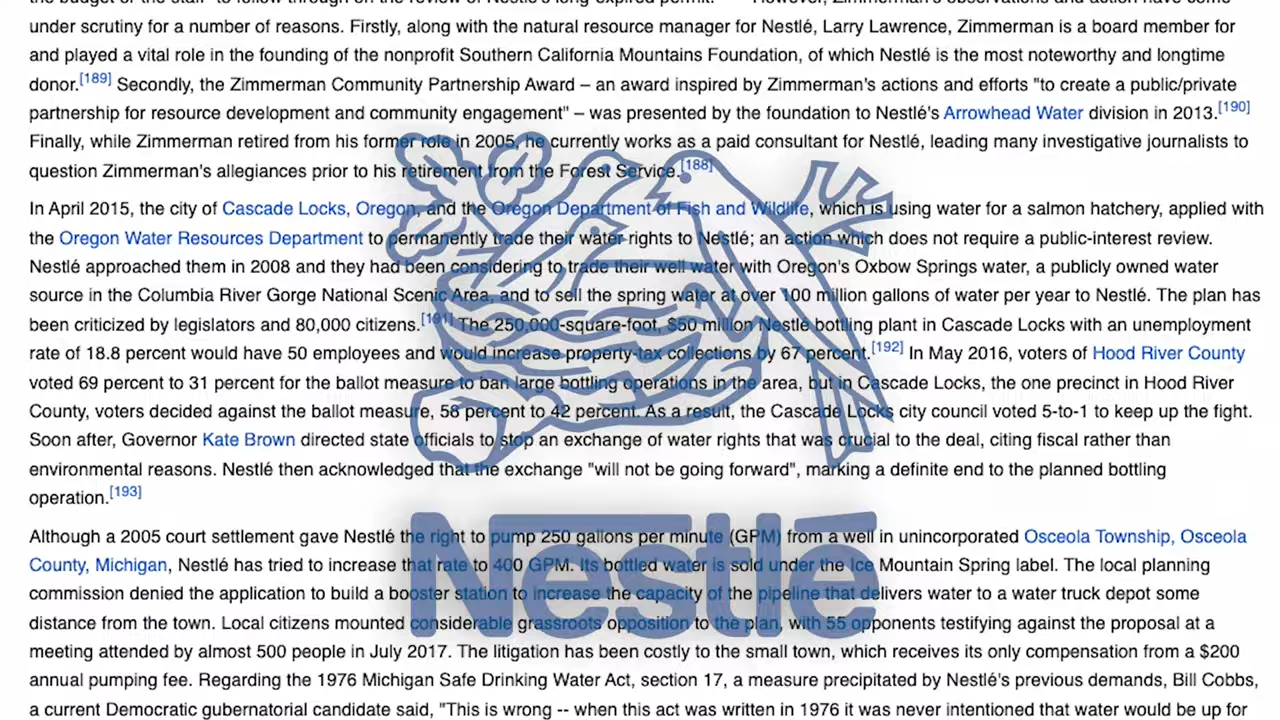 under scrutiny for a number of reasons. Firstly, along with the natural resource manager for Nestlé, Larry Lawrence, Zimmerman is a board member for
and played a vital role in the founding of the nonprofit Southern California Mountains Foundation, of which Nestlé is the most noteworthy and longtime
donor.[189] Secondly, the Zimmerman Community Partnership Award – an award inspired by Zimmerman's actions and efforts "to create a public/private
partnership for resource development and community engagement" – was presented by the foundation to Nestlé's Arrowhead Water division in 2013.[190]
Finally, while Zimmerman retired from his former role in 2005, he currently works as a paid consultant for Nestlé, leading many investigative journalists to
question Zimmerman's allegiances prior to his retirement from the Forest Service.[188]
In April 2015, the city of Cascade Locks, Oregon, and the Oregon Department of Fish and Wildlife, which is using water for a salmon hatchery, applied with
the Oregon Water Resources Department to permanently trade their water rights to Nestlé; an action which does not require a public-interest review.
Nestlé approached them in 2008 and they had been considering to trade their well water with Oregon's Oxbow Springs water, a publicly owned water
source in the Columbia River Gorge National Scenic Area, and to sell the spring water at over 100 million gallons of water per year to Nestlé. The plan has
been criticized by legislators and 80,000 citizens.[191] The 250,000-square-foot, $50 million Nestlé bottling plant in Cascade Locks with an unemployment
rate of 18.8 percent would have 50 employees and would increase property-tax collections by 67 percent.[192] In May 2016, voters of Hood River County
voted 69 percent to 31 percent for the ballot measure to ban large bottling operations in the area, but in Cascade Locks, the one precinct in Hood River
County, voters decided against the ballot measure, 58 percent to 42 percent. As a result, the Cascade Locks city council voted 5-to-1 to keep up the fight.
Soon after, Governor Kate Brown directed state officials to stop an exchange of water rights that was crucial to the deal, citing fiscal rather than
environmental reasons. Nestlé then acknowledged that the exchange "will not be going forward", marking a definite end to the planned bottling
operation.[193]
Although a 2005 court settlement gave Nestlé the right to pump 250 gallons per minute (GPM) from a well in unincorporated Osceola Township, Osceola
County, Michigan, Nestlé has tried to increase that rate to 400 GPM. Its bottled water is sold under the Ice Mountain Spring label. The local planning
commission denied the application to build a booster station to increase the capacity of the pipeline that delivers water to a water truck depot some
distance from the town. Local citizens mounted considerable grassroots opposition to the plan, with 55 opponents testifying against the proposal at a
meeting attended by almost 500 people in July 2017. The litigation has been costly to the small town, which receives its only compensation from a $200
annual pumping fee. Regarding the 1976 Michigan Safe Drinking Water Act, section 17, a measure precipitated by Nestlé's previous demands, Bill Cobbs,
a current Democratic gubernatorial candidate said, "This is wrong -- when this act was written in 1976 it was never intended that water would be up for
Nestlé